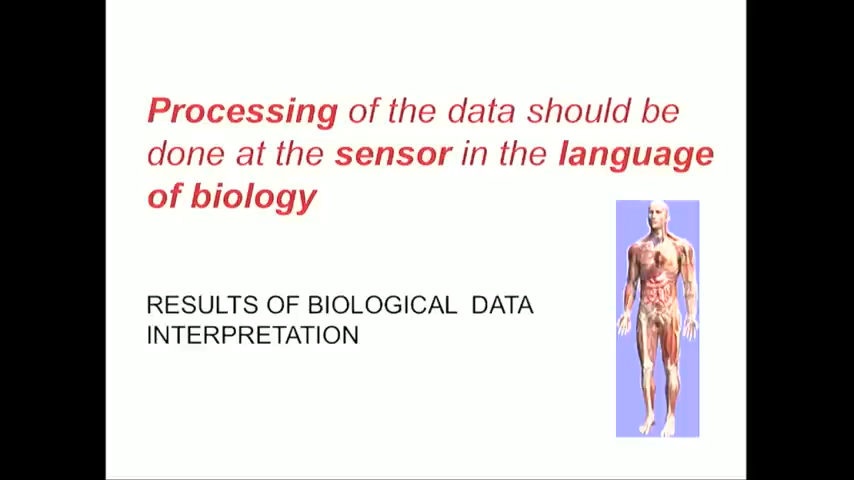 Processing of the data should be
done at the sensor in the language
of biology
RESULTS OF BIOLOGICAL DATA
INTERPRETATION